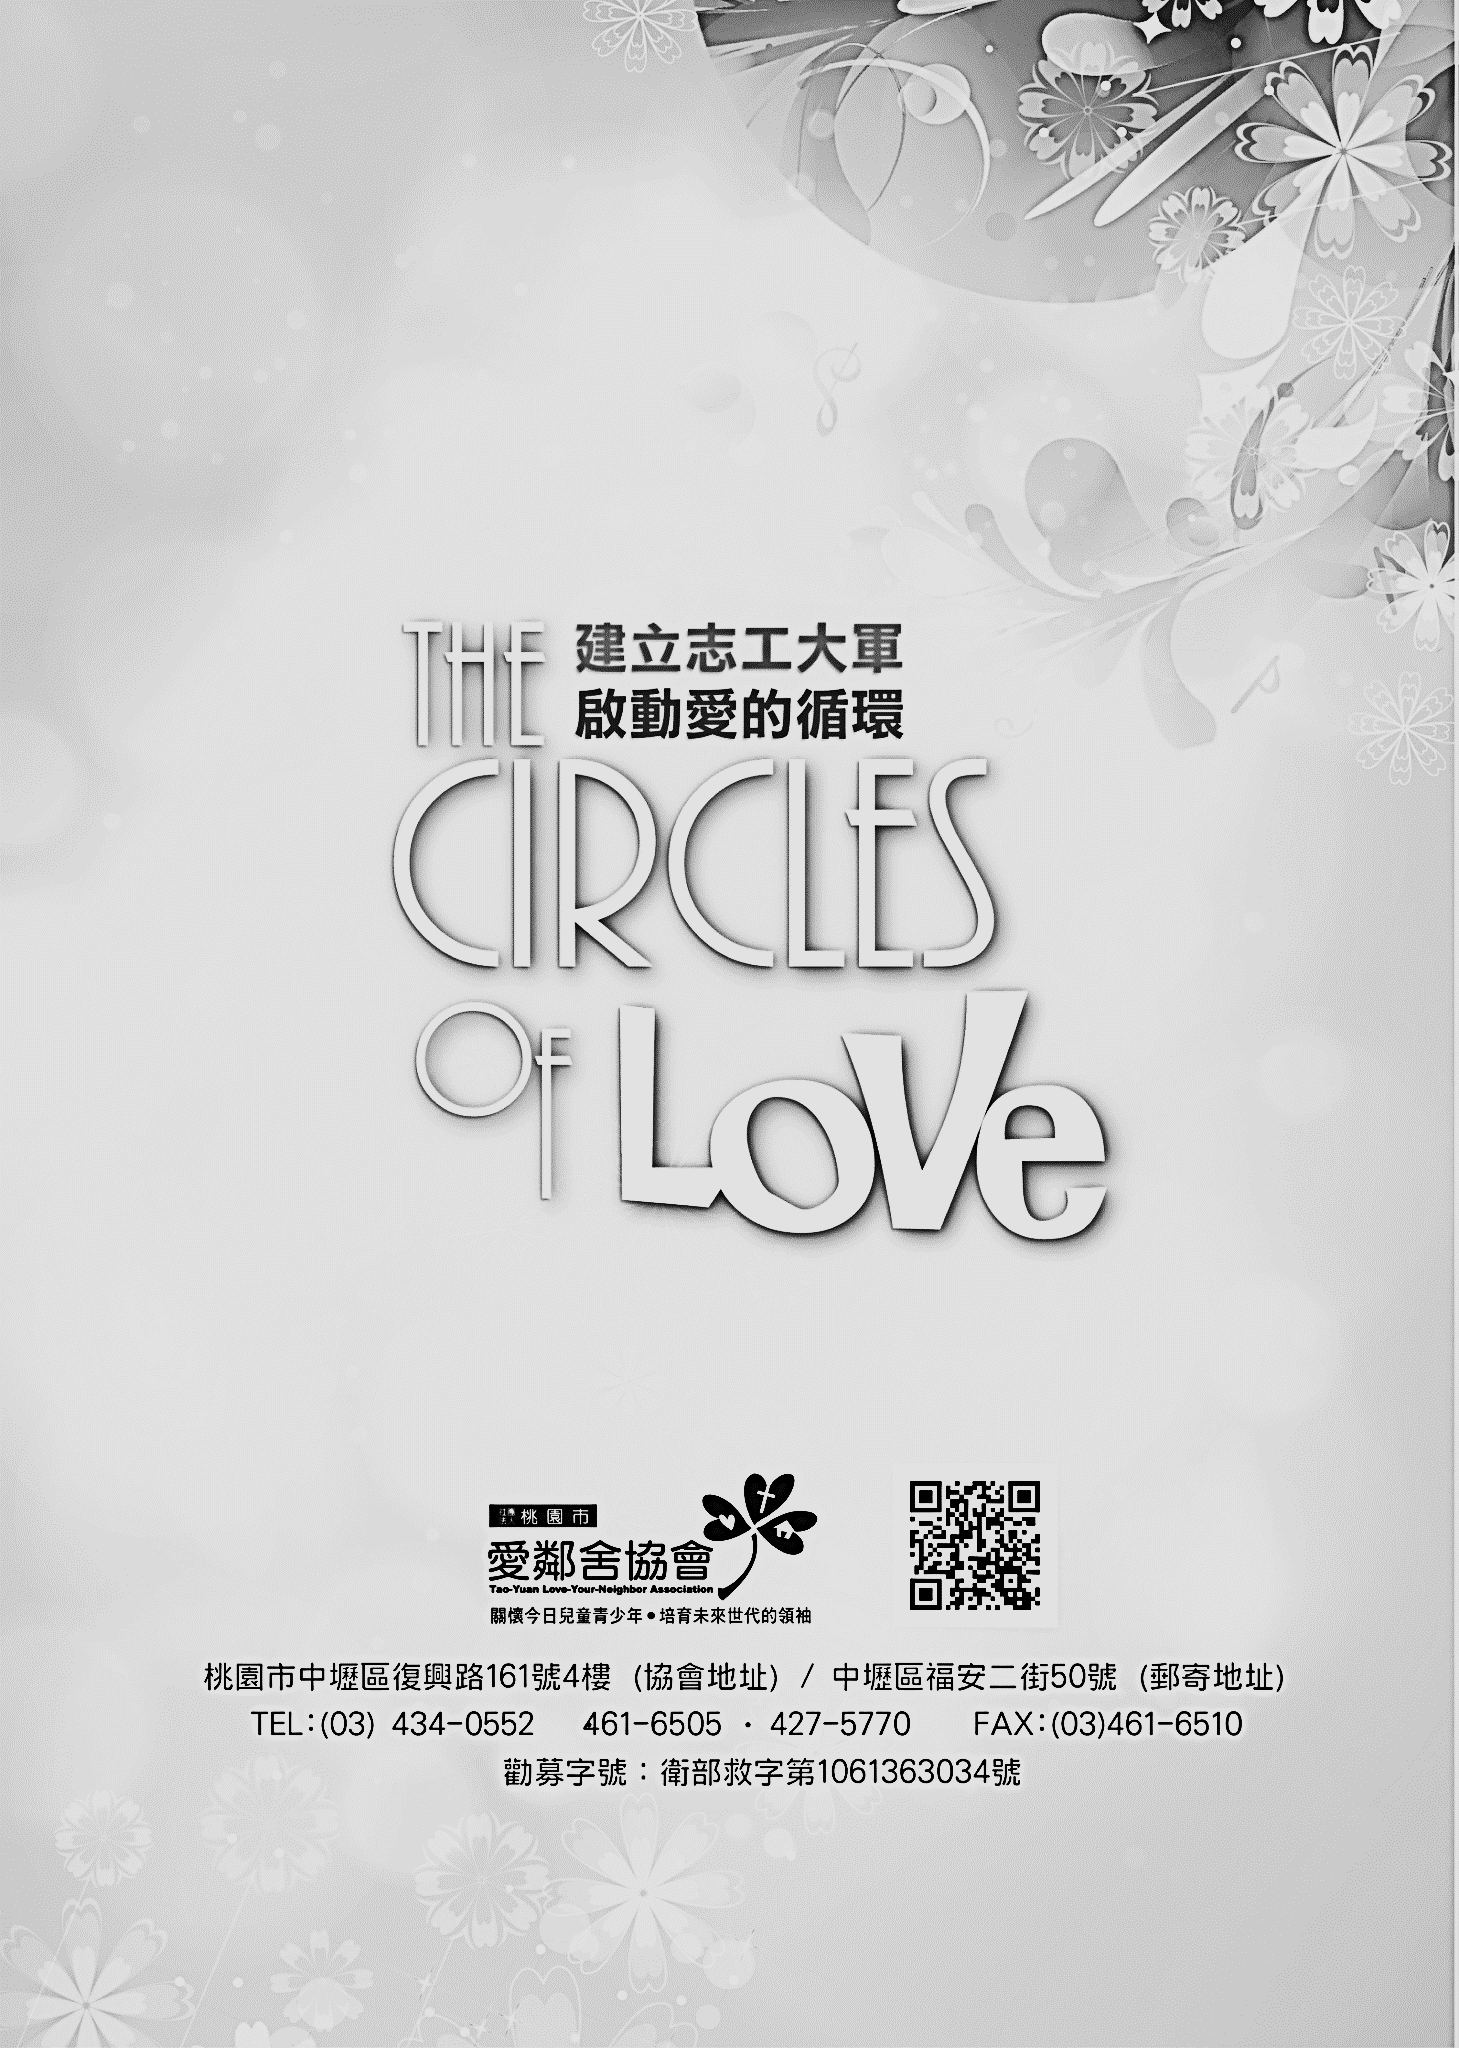 THE
建立志工大軍
啟動愛的循環
CIRCLES
OF LOVE
社團法人 桃園市
愛鄰舍協會
Tao-Yuan Love-Your-Neighbor Association
關懷今日兒童青少年•培育未來世代的領袖
桃園市中壢區復興路161號4樓 (協會地址) / 中壢區福安二街50號 (郵寄地址)
TEL:(03) 434-0552 461-6505 · 427-5770 FAX:(03)461-6510
勸募字號：衛部救字第1061363034號